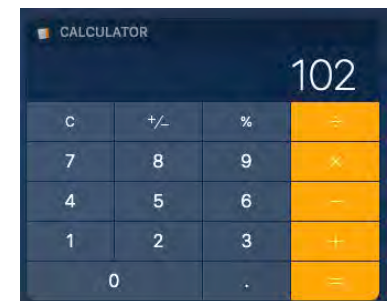 CALCULATOR
102
C +/- % ÷
7 8 9 ×
4 5 6 −
1 2 3 +
0 . =